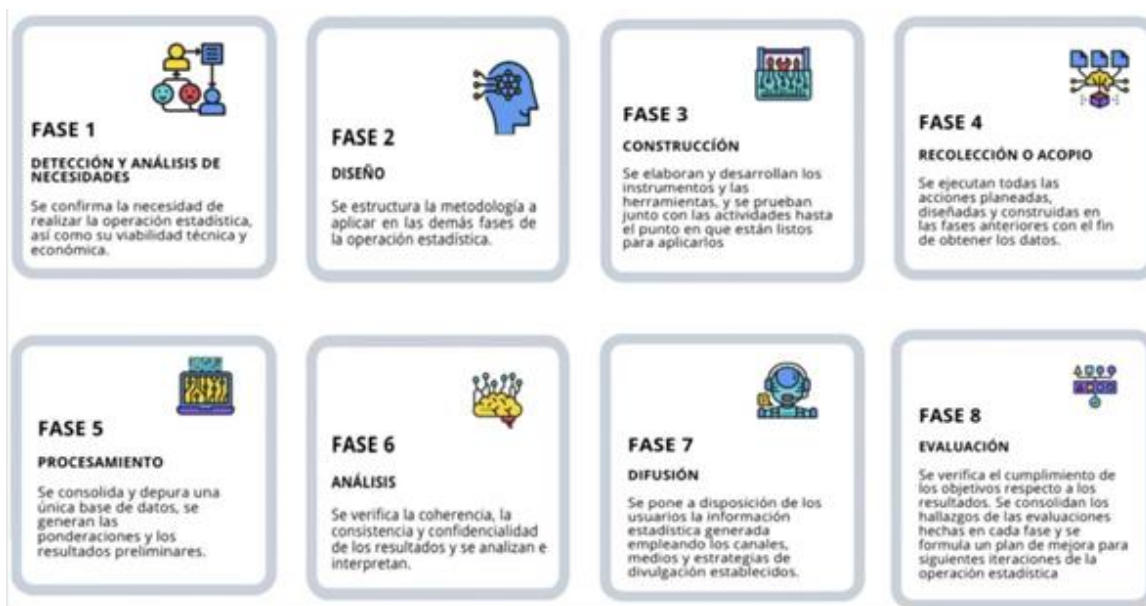 FASE 1
DETECCIÓN Y ANÁLISIS DE
NECESIDADES
Se confirma la necesidad de
realizar la operación estadística,
así como su viabilidad técnica y
económica.
FASE 2
DISEÑO
Se estructura la metodología a
aplicar en las demás fases de
la operación estadística.
FASE 3
CONSTRUCCÍÓN
Se elaboran y desarrollan los
instrumentos y las
herramientas, y se prueban
junto con las actividades hasta
el punto en que están listos
para aplicarlos
FASE 4
RECOLECCIÓN O ACOPIO
Se ejecutan todas las
acciones planeadas,
diseñadas y construidas en
las fases anteriores con el fin
de obtener los datos.
FASE 5
PROCESAMIENTO
Se consolida y depura una
única base de datos, se
generan las
ponderaciones y los
resultados preliminares.
FASE 6
ANÁLISIS
Se verifica la coherencia, la
consistencia y confidencialidad
de los resultados y se analizan e
interpretan.
FASE 7
DIFUSIÓN
Se pone a disposición de los
usuarios la información
estadística generada
empleando los canales,
medios y estrategias de
divulgación establecidos.
FASE 8
EVALUACIÓN
Se verifica el cumplimiento de
los objetivos respecto a los
resultados. Se consolidan los
hallazgos de las evaluaciones
hechas en cada fase y se
formula un plan de mejora para
siguientes iteraciones de la
operación estadística